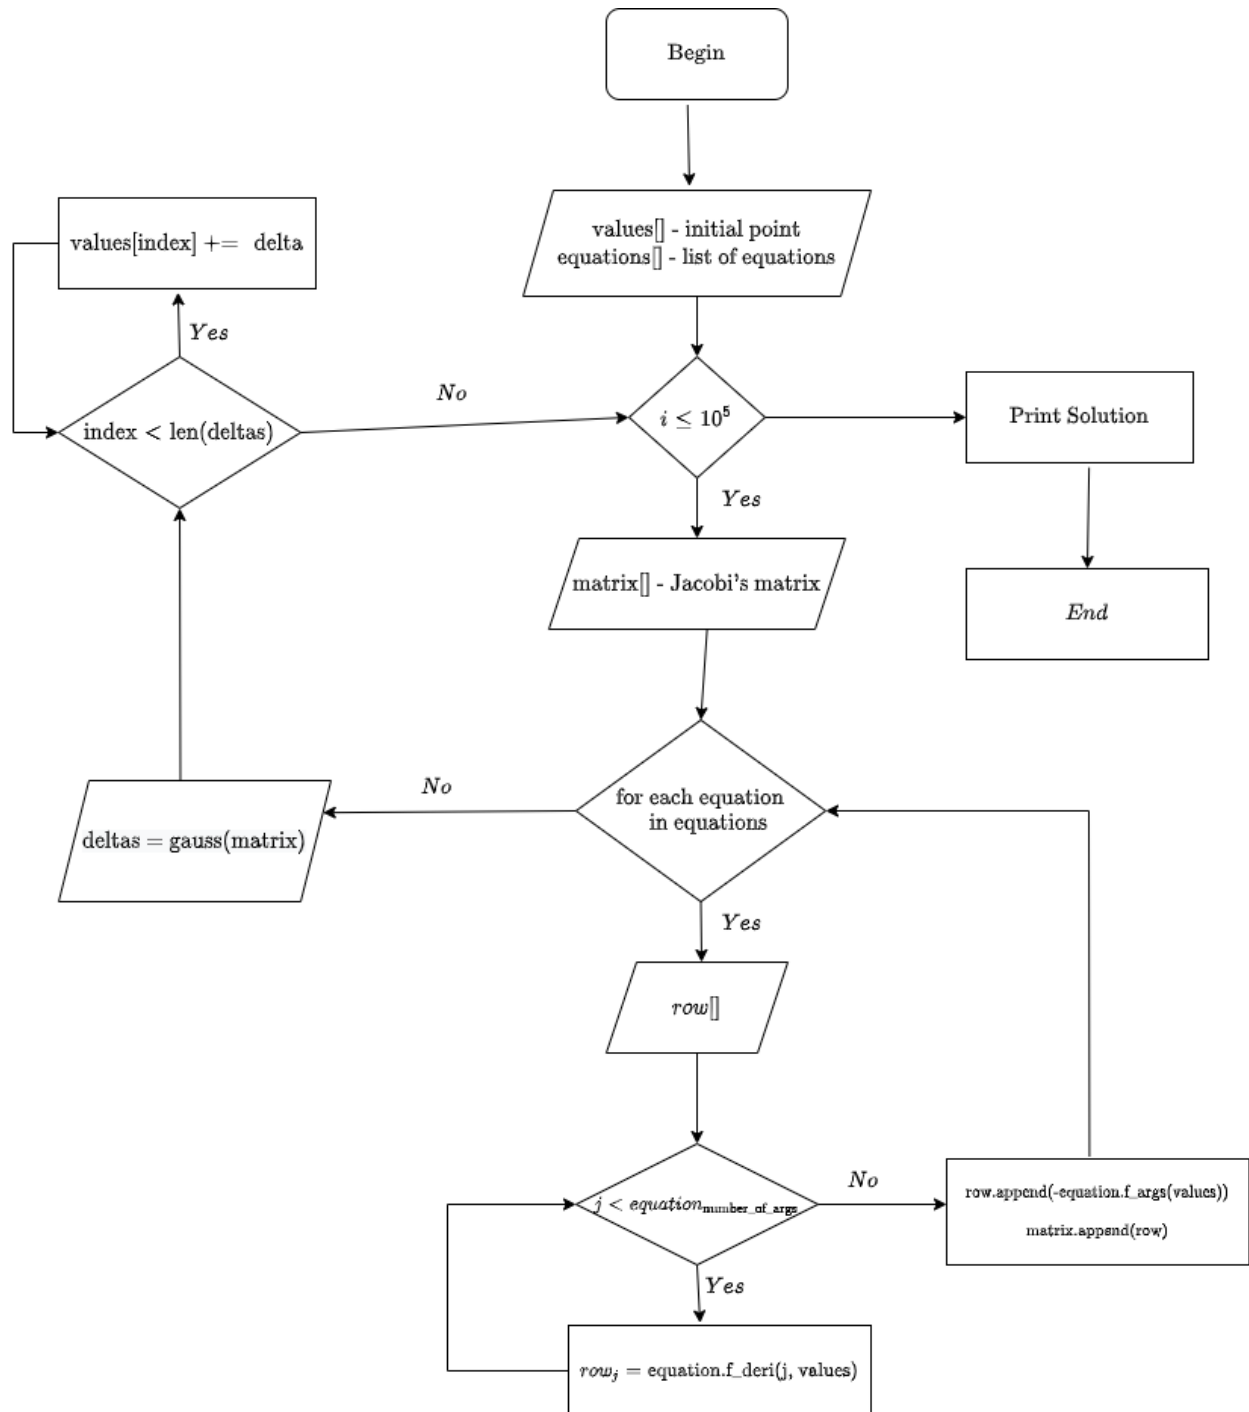 Begin
values[] - initial point
equations[] - list of equations
values[index] += delta
Yes
index < len(deltas)
No
i ≤ 10⁵
Print Solution
Yes
matrix[] - Jacobi's matrix
End
for each equation
in equations
No
deltas = gauss(matrix)
Yes
row[]
j < equation_number_of_args
No
row.append(-equation.f_args(values))
matrix.append(row)
Yes
row_j = equation.f_deri(j, values)